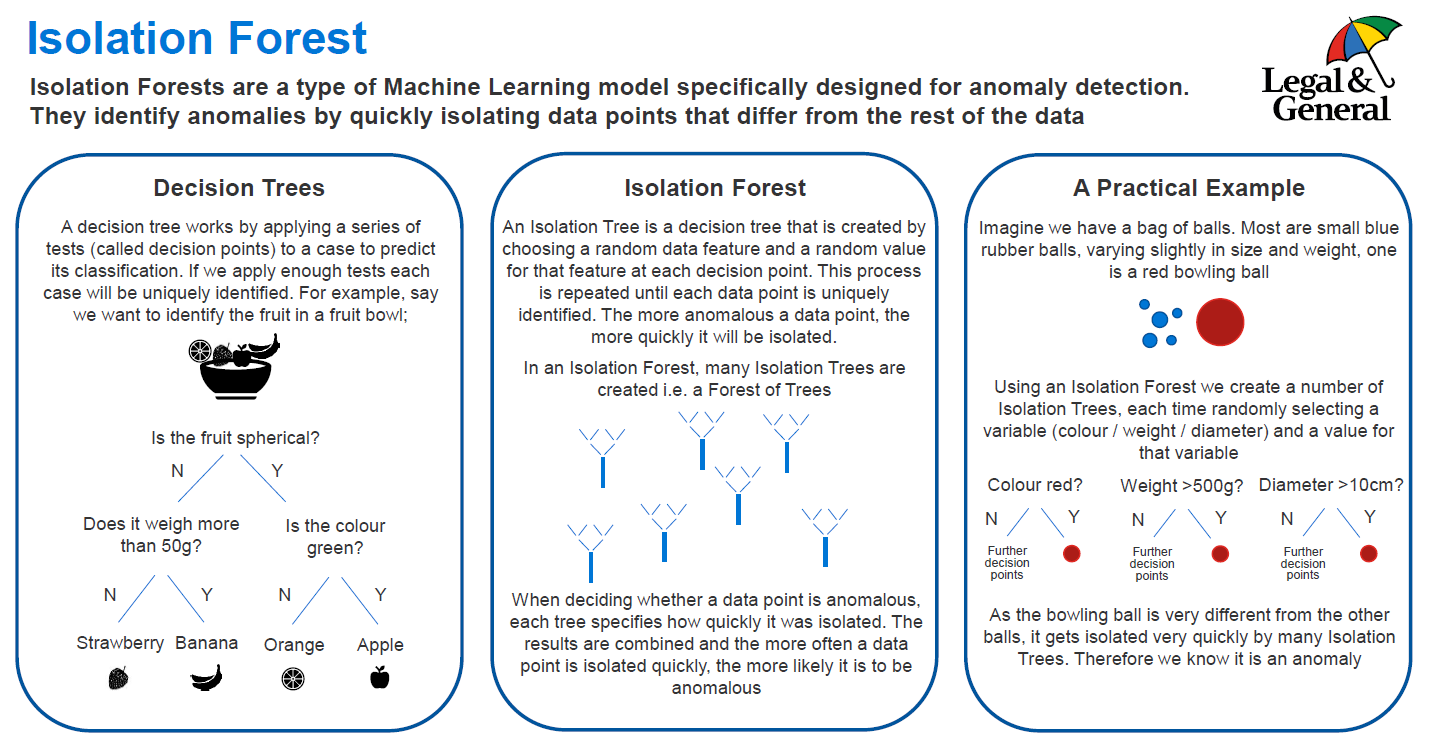 Isolation Forest
Isolation Forests are a type of Machine Learning model specifically designed for anomaly detection.
They identify anomalies by quickly isolating data points that differ from the rest of the data
Legal &
General
Decision Trees
A decision tree works by applying a series of
tests (called decision points) to a case to predict
its classification. If we apply enough tests each
case will be uniquely identified. For example, say
we want to identify the fruit in a fruit bowl;
Is the fruit spherical?
N Y
Does it weigh more
than 50g?
Is the colour
green?
N Y N Y
Strawberry Banana Orange Apple
Isolation Forest
An Isolation Tree is a decision tree that is created by
choosing a random data feature and a random value
for that feature at each decision point. This process
is repeated until each data point is uniquely
identified. The more anomalous a data point, the
more quickly it will be isolated.
In an Isolation Forest, many Isolation Trees are
created i.e. a Forest of Trees
When deciding whether a data point is anomalous,
each tree specifies how quickly it was isolated. The
results are combined and the more often a data
point is isolated quickly, the more likely it is to be
anomalous
A Practical Example
Imagine we have a bag of balls. Most are small blue
rubber balls, varying slightly in size and weight, one
is a red bowling ball
Using an Isolation Forest we create a number of
Isolation Trees, each time randomly selecting a
variable (colour / weight / diameter) and a value for
that variable
Colour red? Weight >500g? Diameter >10cm?
N Y N Y N Y
Further
decision
points
Further
decision
points
Further
decision
points
As the bowling ball is very different from the other
balls, it gets isolated very quickly by many Isolation
Trees. Therefore we know it is an anomaly